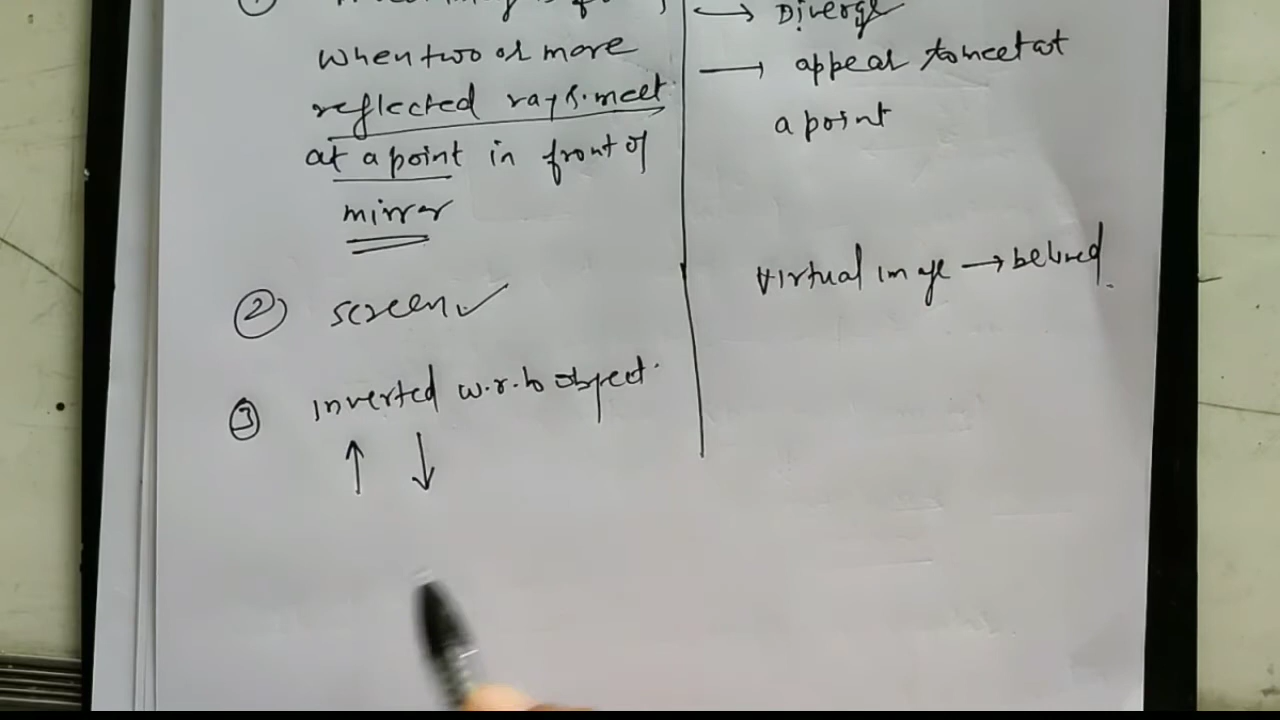 ①
when two or more
reflected rays meet
at a point in front of
mirror
② screen ✓
③ inverted w.r.to object.
↑ ↓
→ Diverge
→ appear to meet at
a point
virtual image → behind.